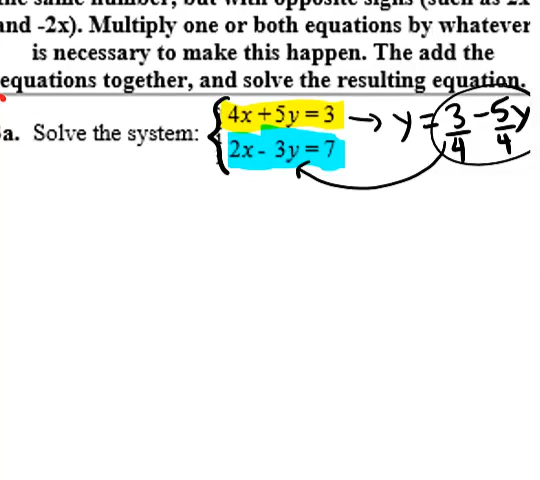 the same number, but with opposite signs (such as 2x
and -2x). Multiply one or both equations by whatever
is necessary to make this happen. The add the
equations together, and solve the resulting equation.
a. Solve the system: { 4x + 5y = 3 → y = 3/4 - 5y/4
2x - 3y = 7